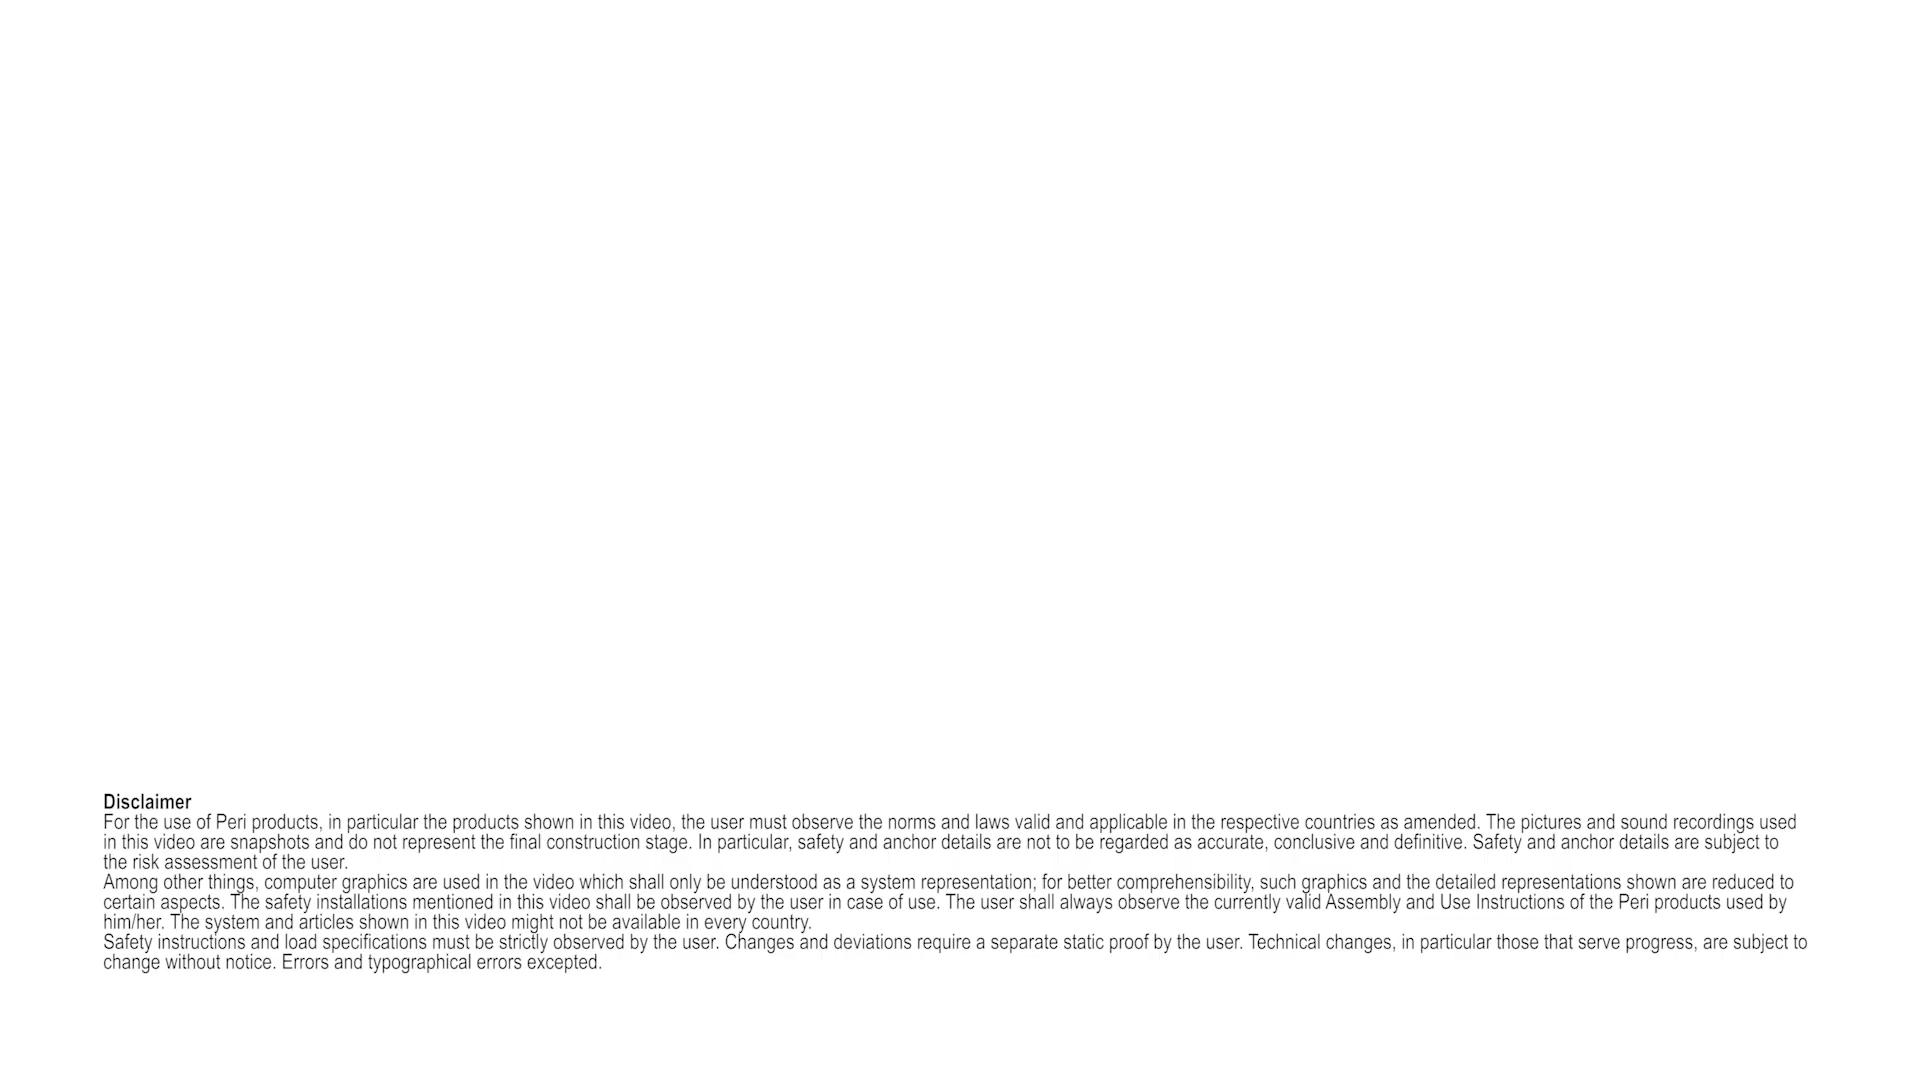 Disclaimer
For the use of Peri products, in particular the products shown in this video, the user must observe the norms and laws valid and applicable in the respective countries as amended. The pictures and sound recordings used
in this video are snapshots and do not represent the final construction stage. In particular, safety and anchor details are not to be regarded as accurate, conclusive and definitive. Safety and anchor details are subject to
the risk assessment of the user.
Among other things, computer graphics are used in the video which shall only be understood as a system representation; for better comprehensibility, such graphics and the detailed representations shown are reduced to
certain aspects. The safety installations mentioned in this video shall be observed by the user in case of use. The user shall always observe the currently valid Assembly and Use Instructions of the Peri products used by
him/her. The system and articles shown in this video might not be available in every country.
Safety instructions and load specifications must be strictly observed by the user. Changes and deviations require a separate static proof by the user. Technical changes, in particular those that serve progress, are subject to
change without notice. Errors and typographical errors excepted.